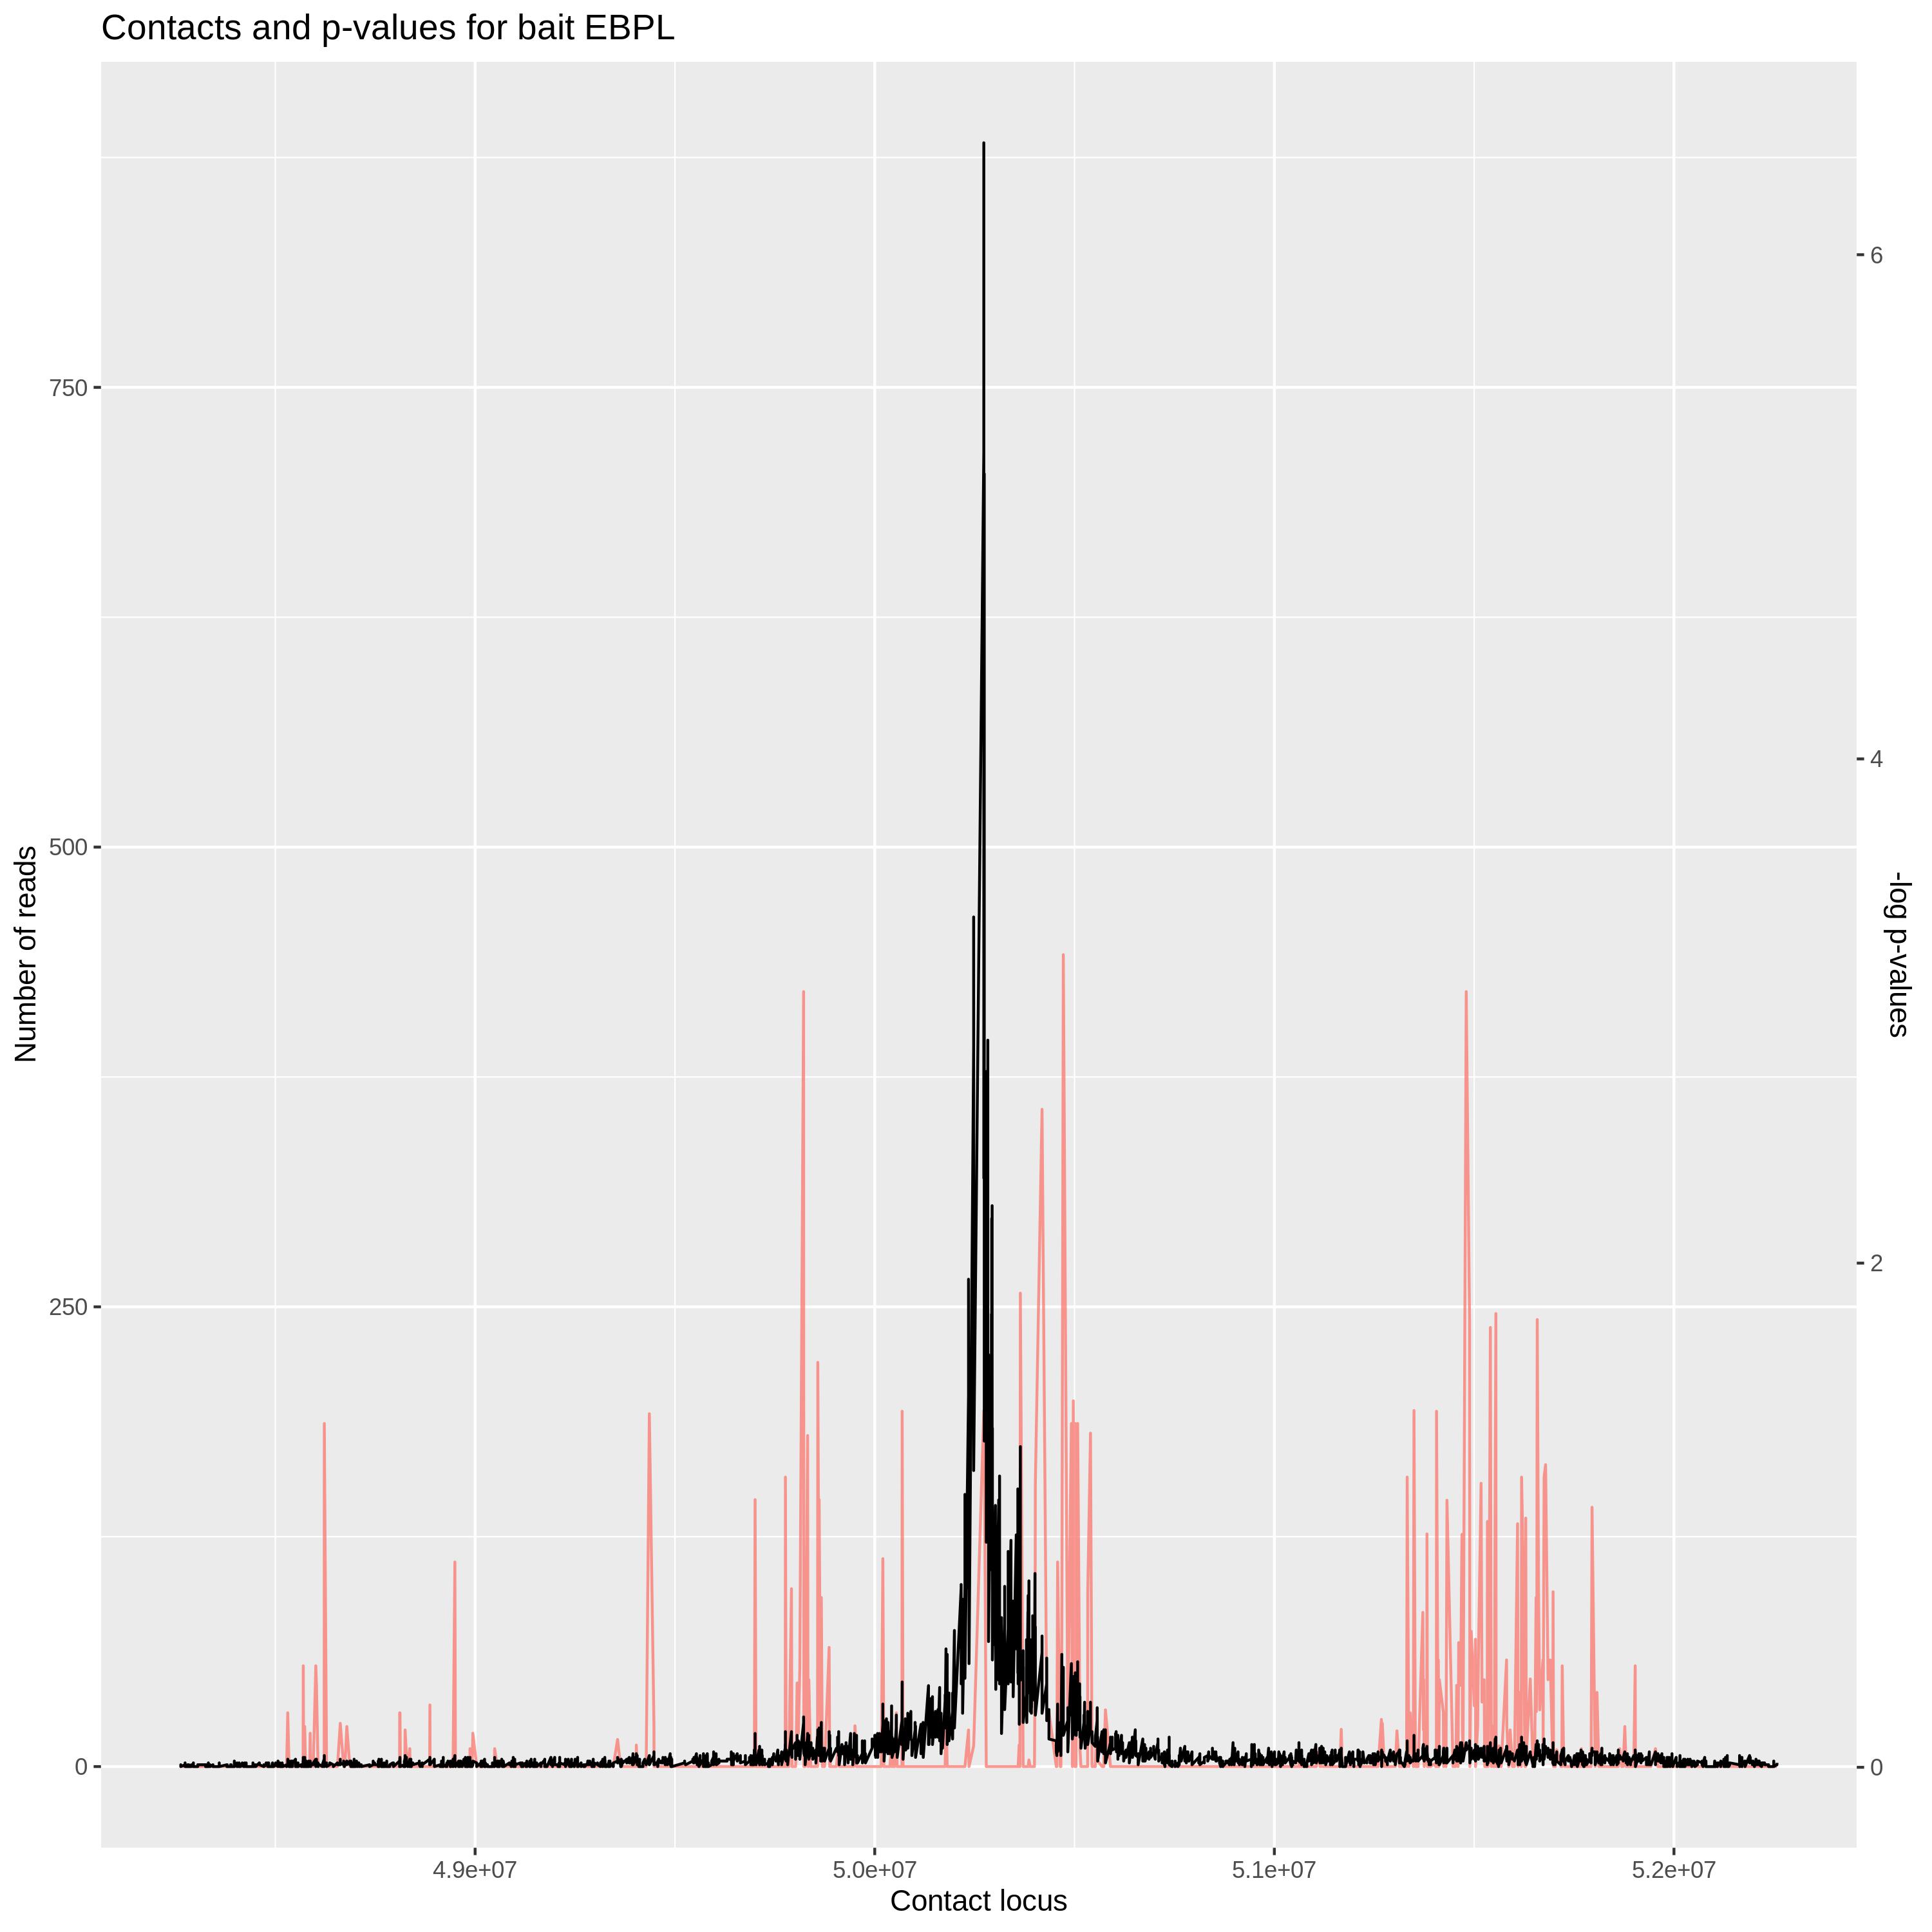 Contacts and p-values for bait EBPL
Number of reads
750
500
250
0
6
4
2
0
-log p-values
4.9e+07
5.0e+07
5.1e+07
5.2e+07
Contact locus